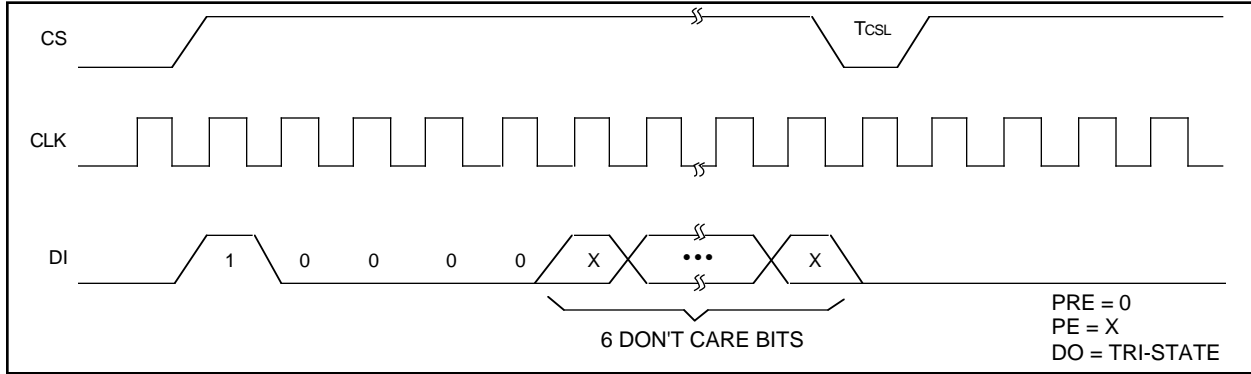 CS
TCSL
CLK
DI
1 0 0 0 0 X ••• X
6 DON'T CARE BITS
PRE = 0
PE = X
DO = TRI-STATE